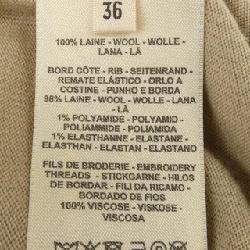 36
100% LAINE - WOOL - WOLLE -
LANA - LÃ
BORD CÔTE - RIB - SEITENRAND -
REMATE ELÁSTICO - ORLO A
COSTINE - PUNHO E BORDA
98% LAINE - WOOL - WOLLE -
LANA - LÃ
1% POLYAMIDE - POLYAMID -
POLIAMMIDE - POLIAMIDA
1% ELASTHANNE - ELASTANE -
ELASTHAN - ELASTAN - ELASTANO
FILS DE BRODERIE - EMBROIDERY
THREADS - STICKGARNE - HILOS
DE BORDAR - FILI DA RICAMO -
BORDADO DE FIOS
100% VISCOSE - VISKOSE -
VISCOSA